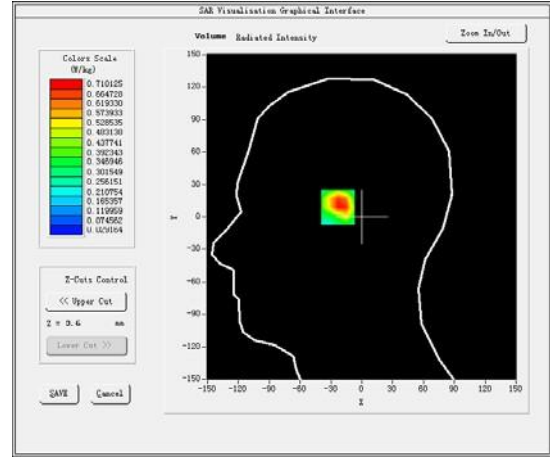 SAR Visualisation Graphical Interface
Volume Radiated Intensity
Zoom In/Out
Colors Scale
(W/kg)
0.710125
0.664728
0.619330
0.573933
0.528535
0.483138
0.437741
0.392343
0.346946
0.301549
0.256151
0.210754
0.165357
0.119959
0.074562
0.029164
Z-Cuts Control
<< Upper Cut
Z = 3.6 mm
Lower Cut >>
SAVE
Cancel
150
120
90
60
30
0
-30
-60
-90
-120
-150
Y
-150 -120 -90 -60 -30 0 30 60 90 120 150
X